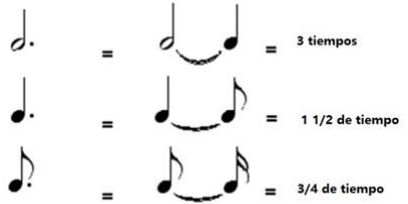 = = 3 tiempos
= = 1 1/2 de tiempo
= = 3/4 de tiempo